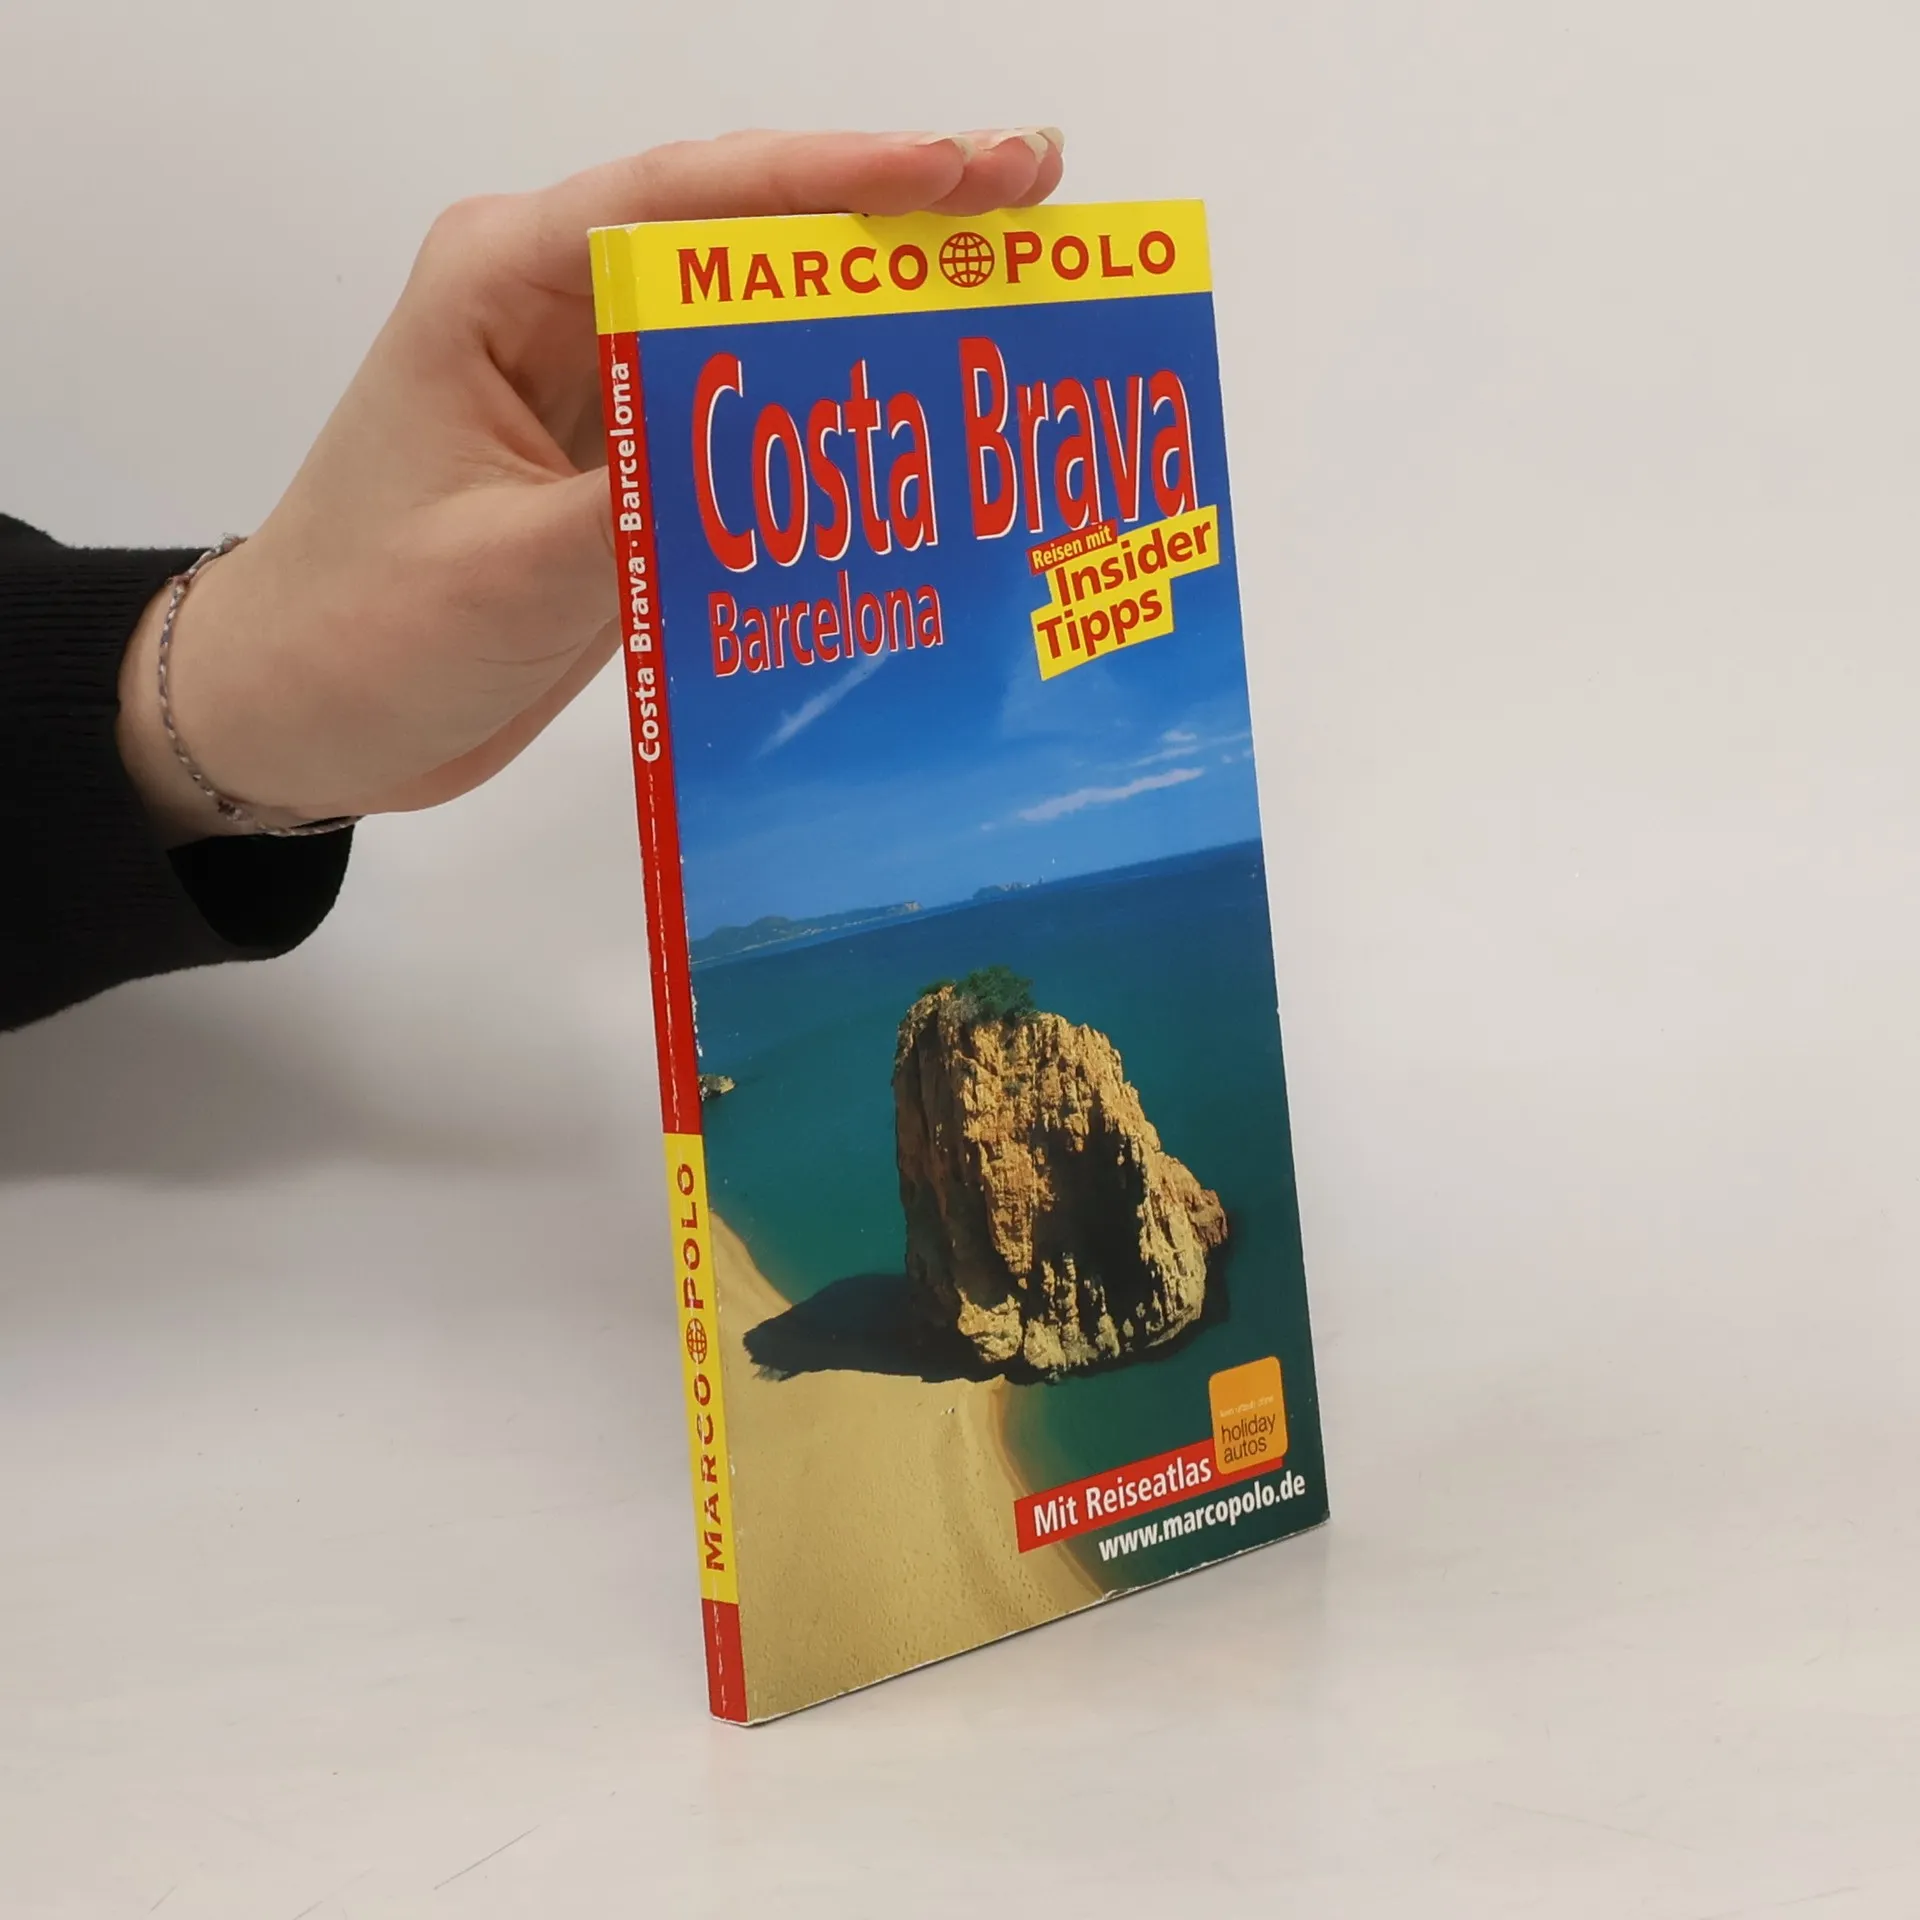 MARCO POLO
Costa Brava
Barcelona
Reisen mit
Insider
Tipps
holiday
autos
Mit Reiseatlas
www.marcopolo.de
Costa Brava · Barcelona
MARCO POLO